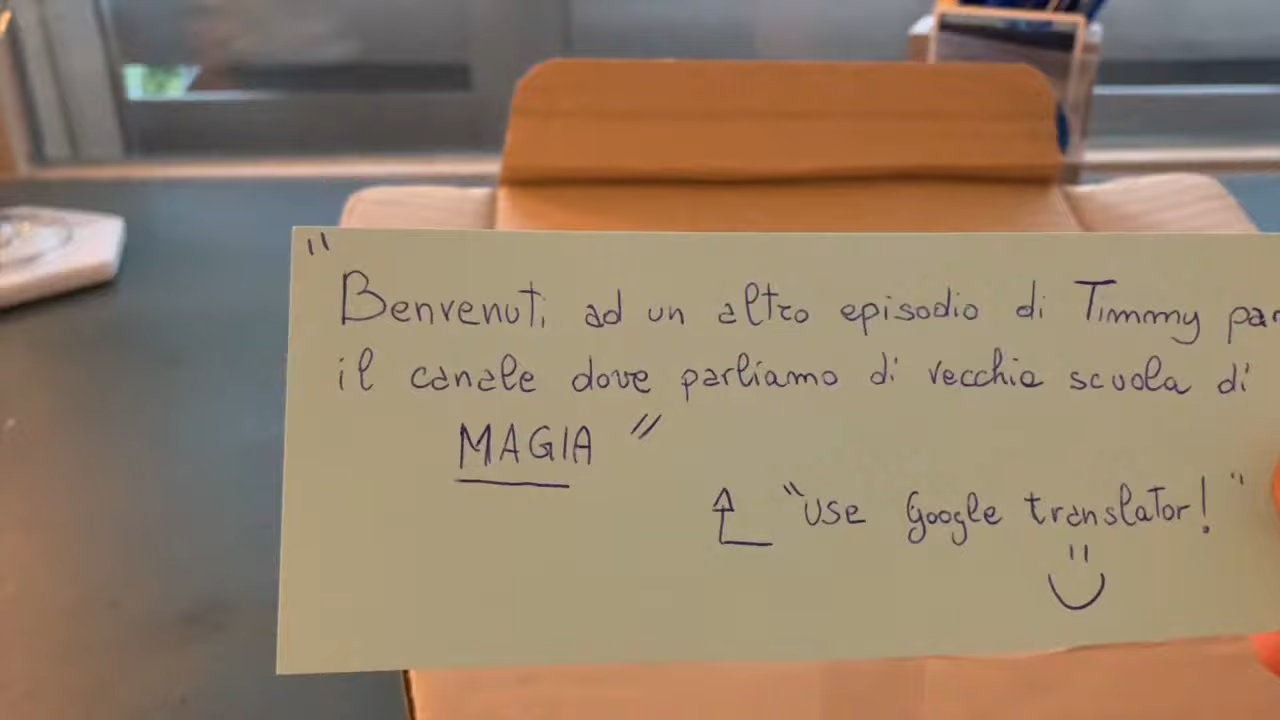 "Benvenuti ad un altro episodio di Timmy
il canale dove parliamo di vecchia scuola di
MAGIA"
"Use Google translator!"